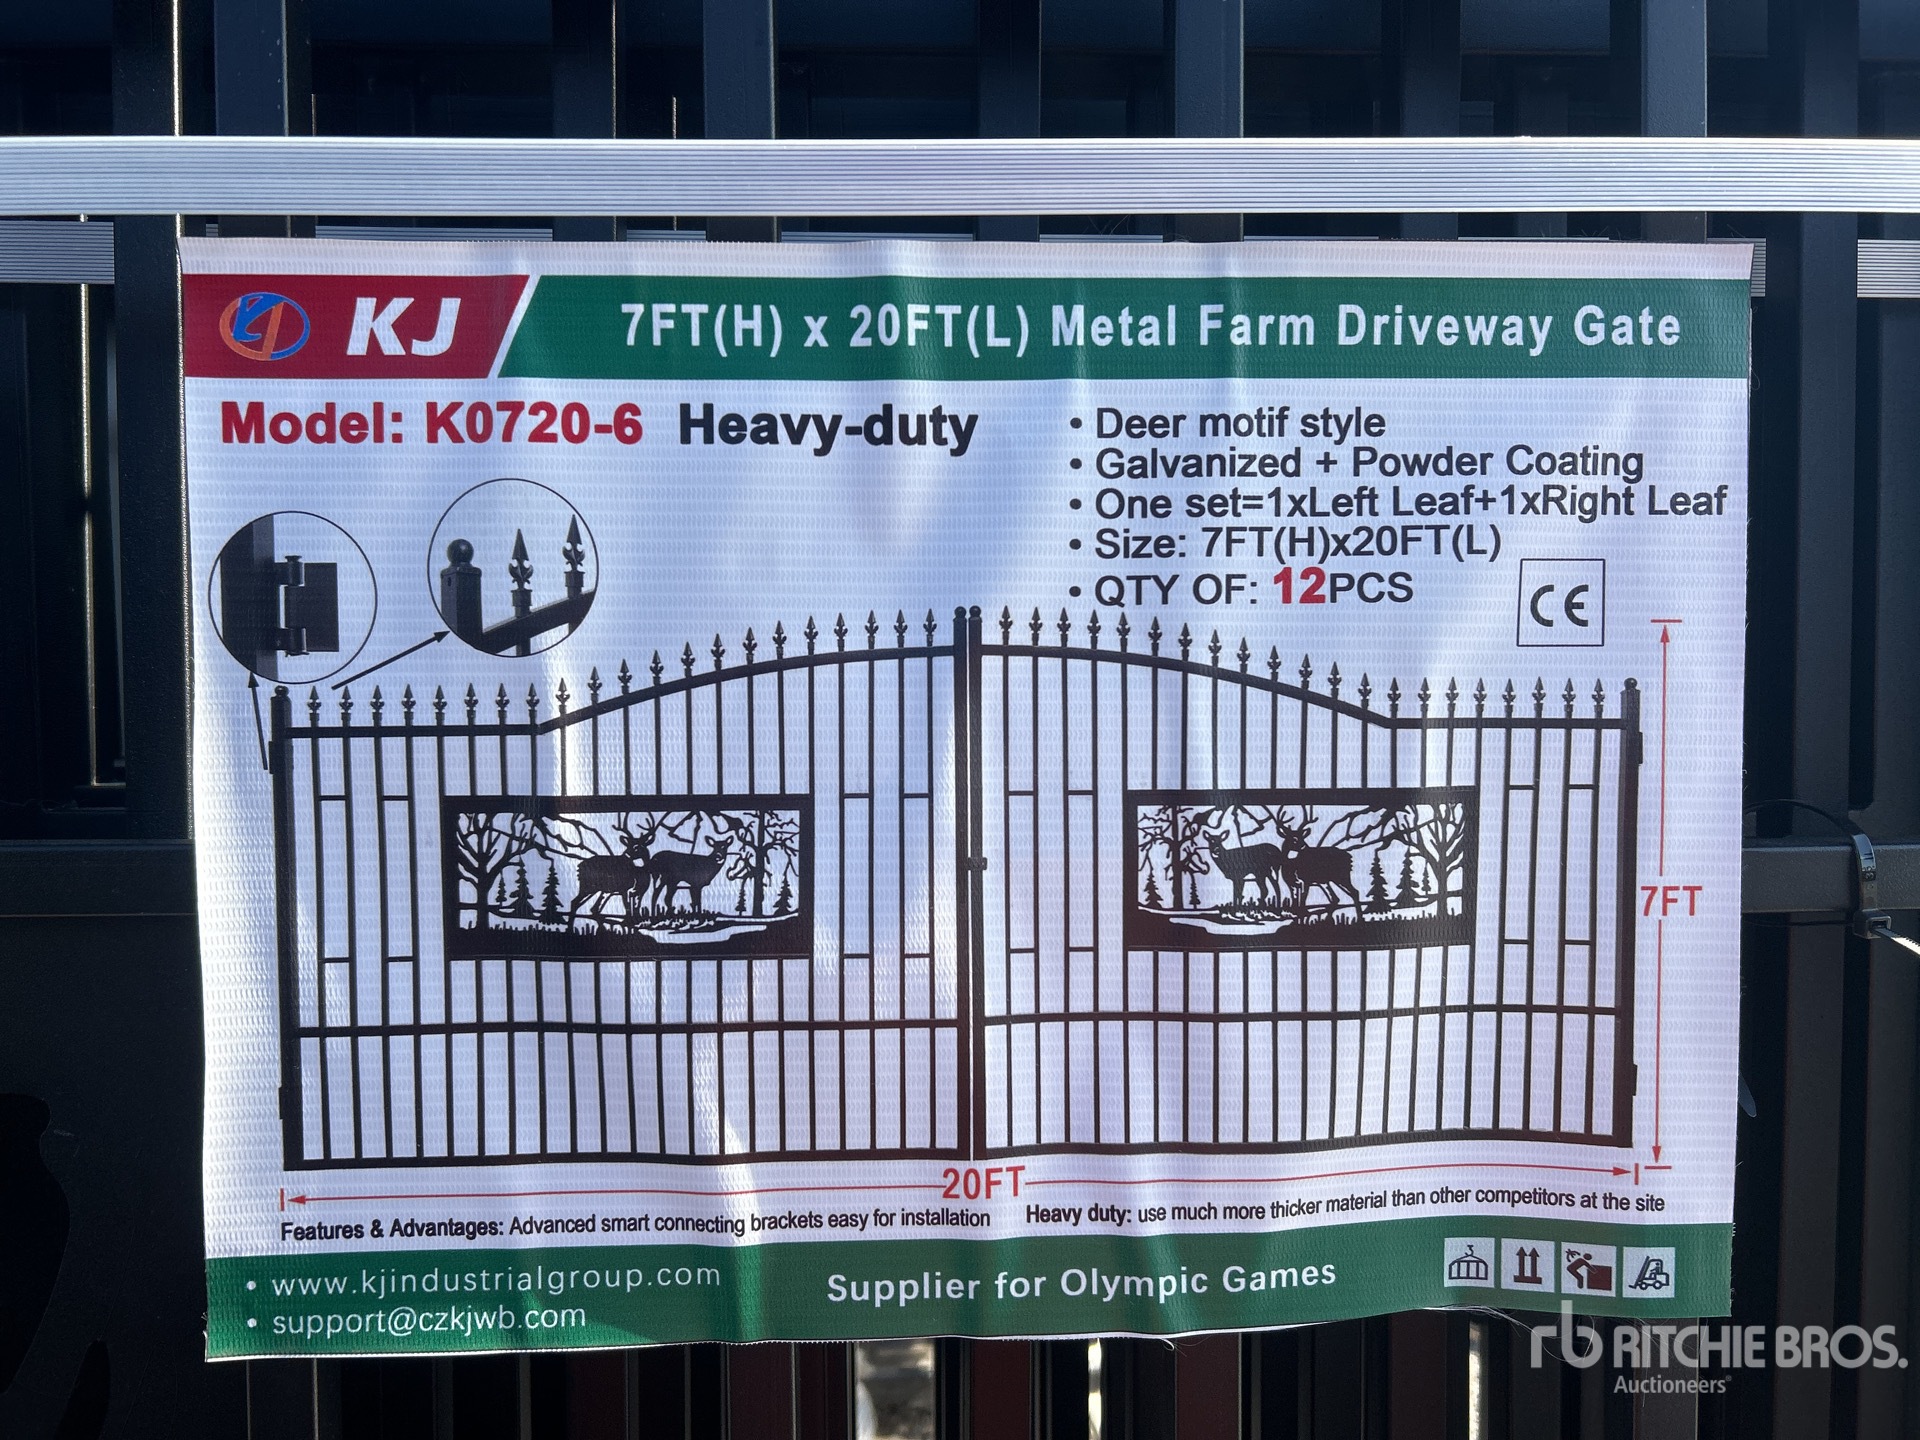 KJ
7FT(H) x 20FT(L) Metal Farm Driveway Gate
Model: K0720-6 Heavy-duty
• Deer motif style
• Galvanized + Powder Coating
• One set=1xLeft Leaf+1xRight Leaf
• Size: 7FT(H)x20FT(L)
• QTY OF: 12PCS
CE
7FT
20FT
Features & Advantages: Advanced smart connecting brackets easy for installation
Heavy duty: use much more thicker material than other competitors at the site
• www.kjindustrialgroup.com
• support@czkjwb.com
Supplier for Olympic Games
rb RITCHIE BROS.
Auctioneers®